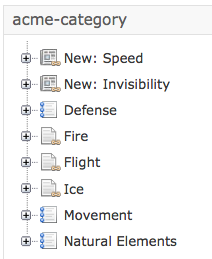 acme-category
New: Speed
New: Invisibility
Defense
Fire
Flight
Ice
Movement
Natural Elements